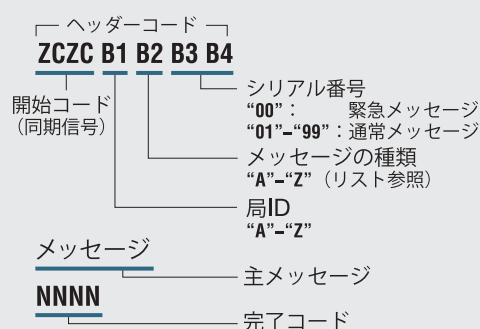 ヘッダーコード
ZCZC B1 B2 B3 B4
開始コード
（同期信号）
シリアル番号
“00”： 緊急メッセージ
“01”–“99”：通常メッセージ
メッセージの種類
“A”–“Z”（リスト参照）
局ID
“A”–“Z”
メッセージ
主メッセージ
NNNN
完了コード